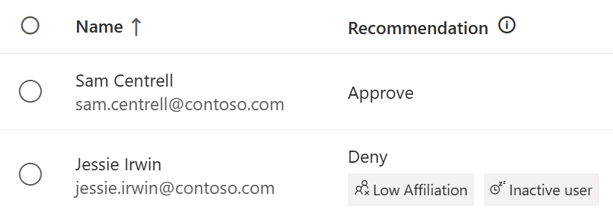 Name ↑ Recommendation
Sam Centrell
sam.centrell@contoso.com
Approve
Jessie Irwin
jessie.irwin@contoso.com
Deny
Low Affiliation Inactive user